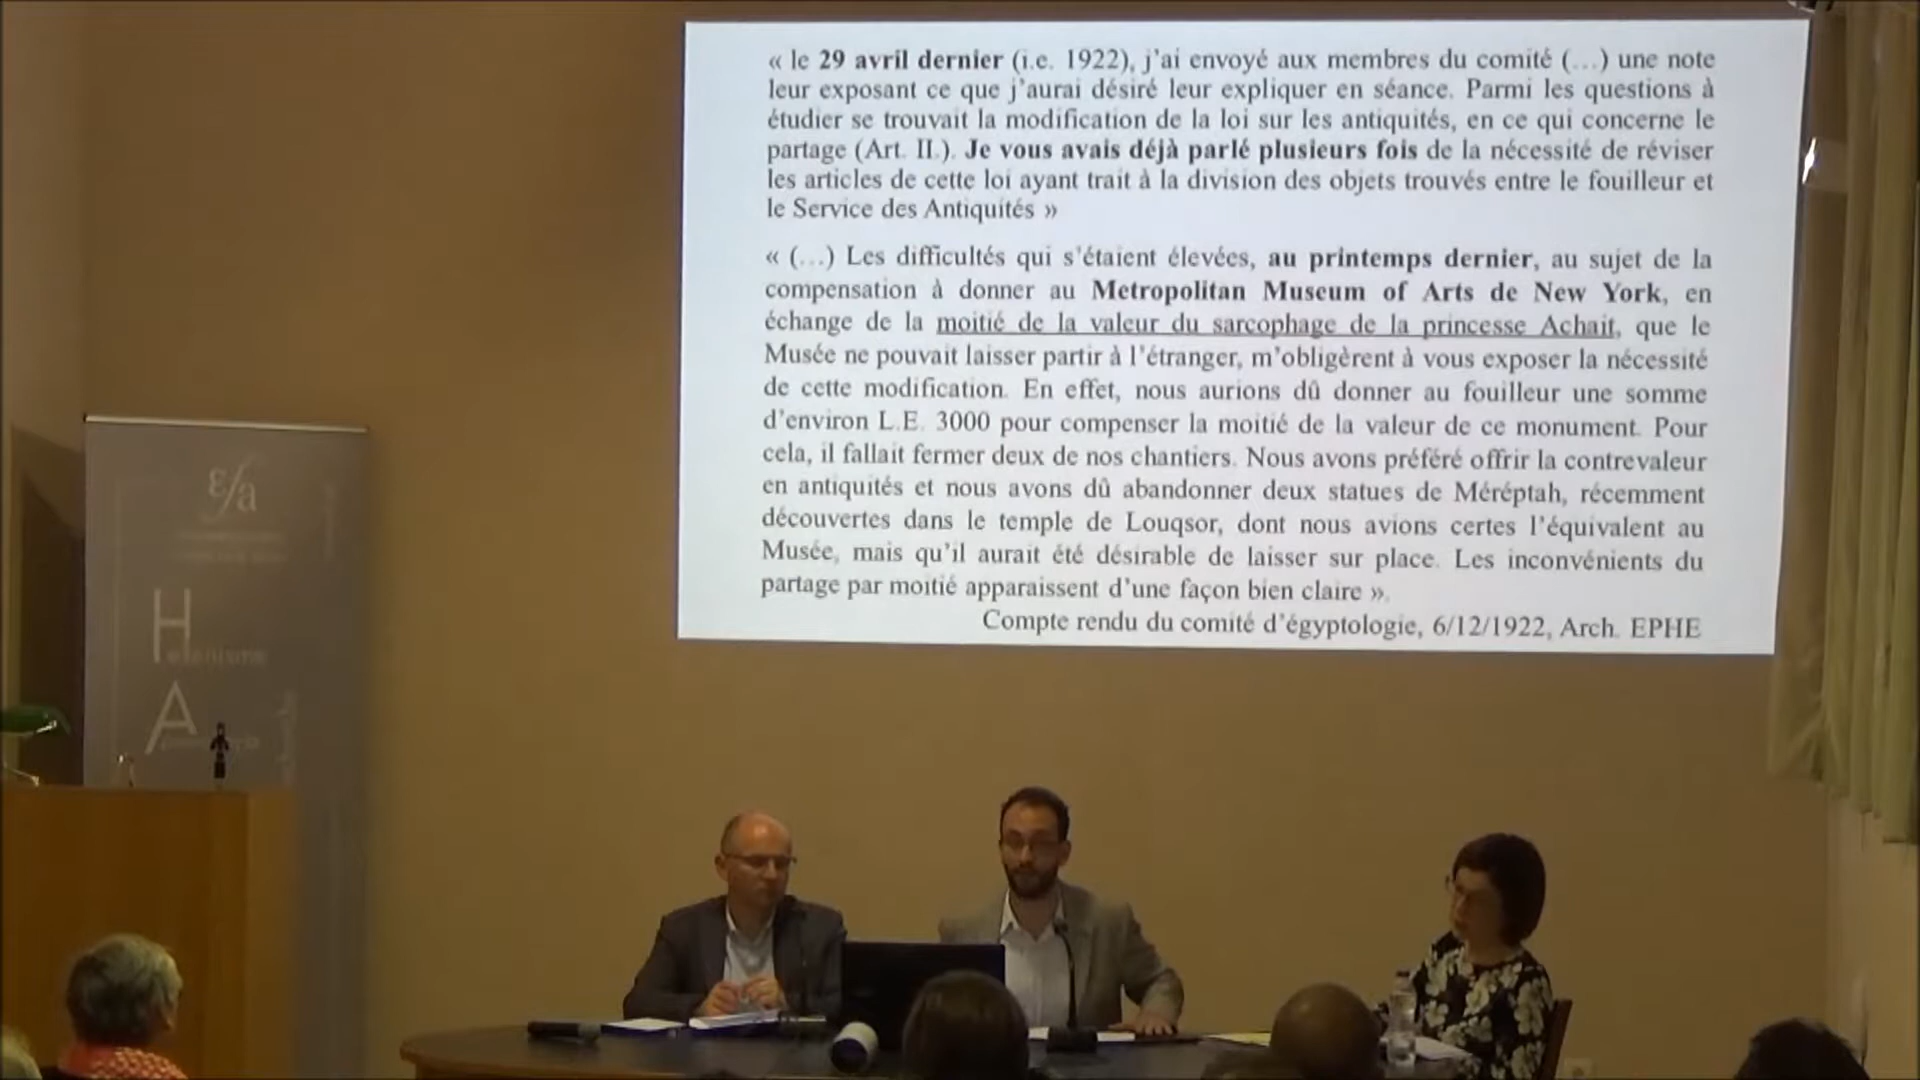 « le 29 avril dernier (i.e. 1922), j'ai envoyé aux membres du comité (…) une note
leur exposant ce que j'aurai désiré leur expliquer en séance. Parmi les questions à
étudier se trouvait la modification de la loi sur les antiquités, en ce qui concerne le
partage (Art. II.). Je vous avais déjà parlé plusieurs fois de la nécessité de réviser
les articles de cette loi ayant trait à la division des objets trouvés entre le fouilleur et
le Service des Antiquités »
« (…) Les difficultés qui s'étaient élevées, au printemps dernier, au sujet de la
compensation à donner au Metropolitan Museum of Arts de New York, en
échange de la moitié de la valeur du sarcophage de la princesse Achait, que le
Musée ne pouvait laisser partir à l'étranger, m'obligèrent à vous exposer la nécessité
de cette modification. En effet, nous aurions dû donner au fouilleur une somme
d'environ L.E. 3000 pour compenser la moitié de la valeur de ce monument. Pour
cela, il fallait fermer deux de nos chantiers. Nous avons préféré offrir la contrevaleur
en antiquités et nous avons dû abandonner deux statues de Méréptah, récemment
découvertes dans le temple de Louqsor, dont nous avions certes l'équivalent au
Musée, mais qu'il aurait été désirable de laisser sur place. Les inconvénients du
partage par moitié apparaissent d'une façon bien claire ».
Compte rendu du comité d'égyptologie, 6/12/1922, Arch. EPHE
εfa
H
A